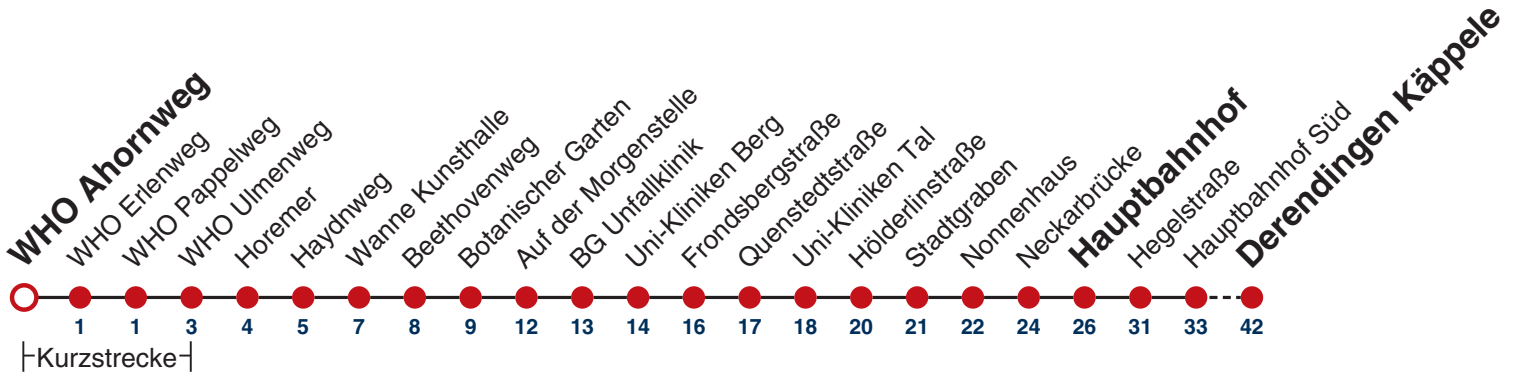 WHO Ahornweg
WHO Erlenweg
WHO Pappelweg
WHO Ulmenweg
Horemer
Haydnweg
Wanne Kunsthalle
Beethovenweg
Botanischer Garten
Auf der Morgenstelle
BG Unfallklinik
Uni-Kliniken Berg
Frondsbergstraße
Quenstedtstraße
Uni-Kliniken Tal
Hölderlinstraße
Stadtgraben
Nonnenhaus
Neckarbrücke
Hauptbahnhof
Hegelstraße
Hauptbahnhof Süd
Derendingen Käppele
1 1 3 4 5 7 8 9 12 13 14 16 17 18 20 21 22 24 26 31 33 42
Kurzstrecke